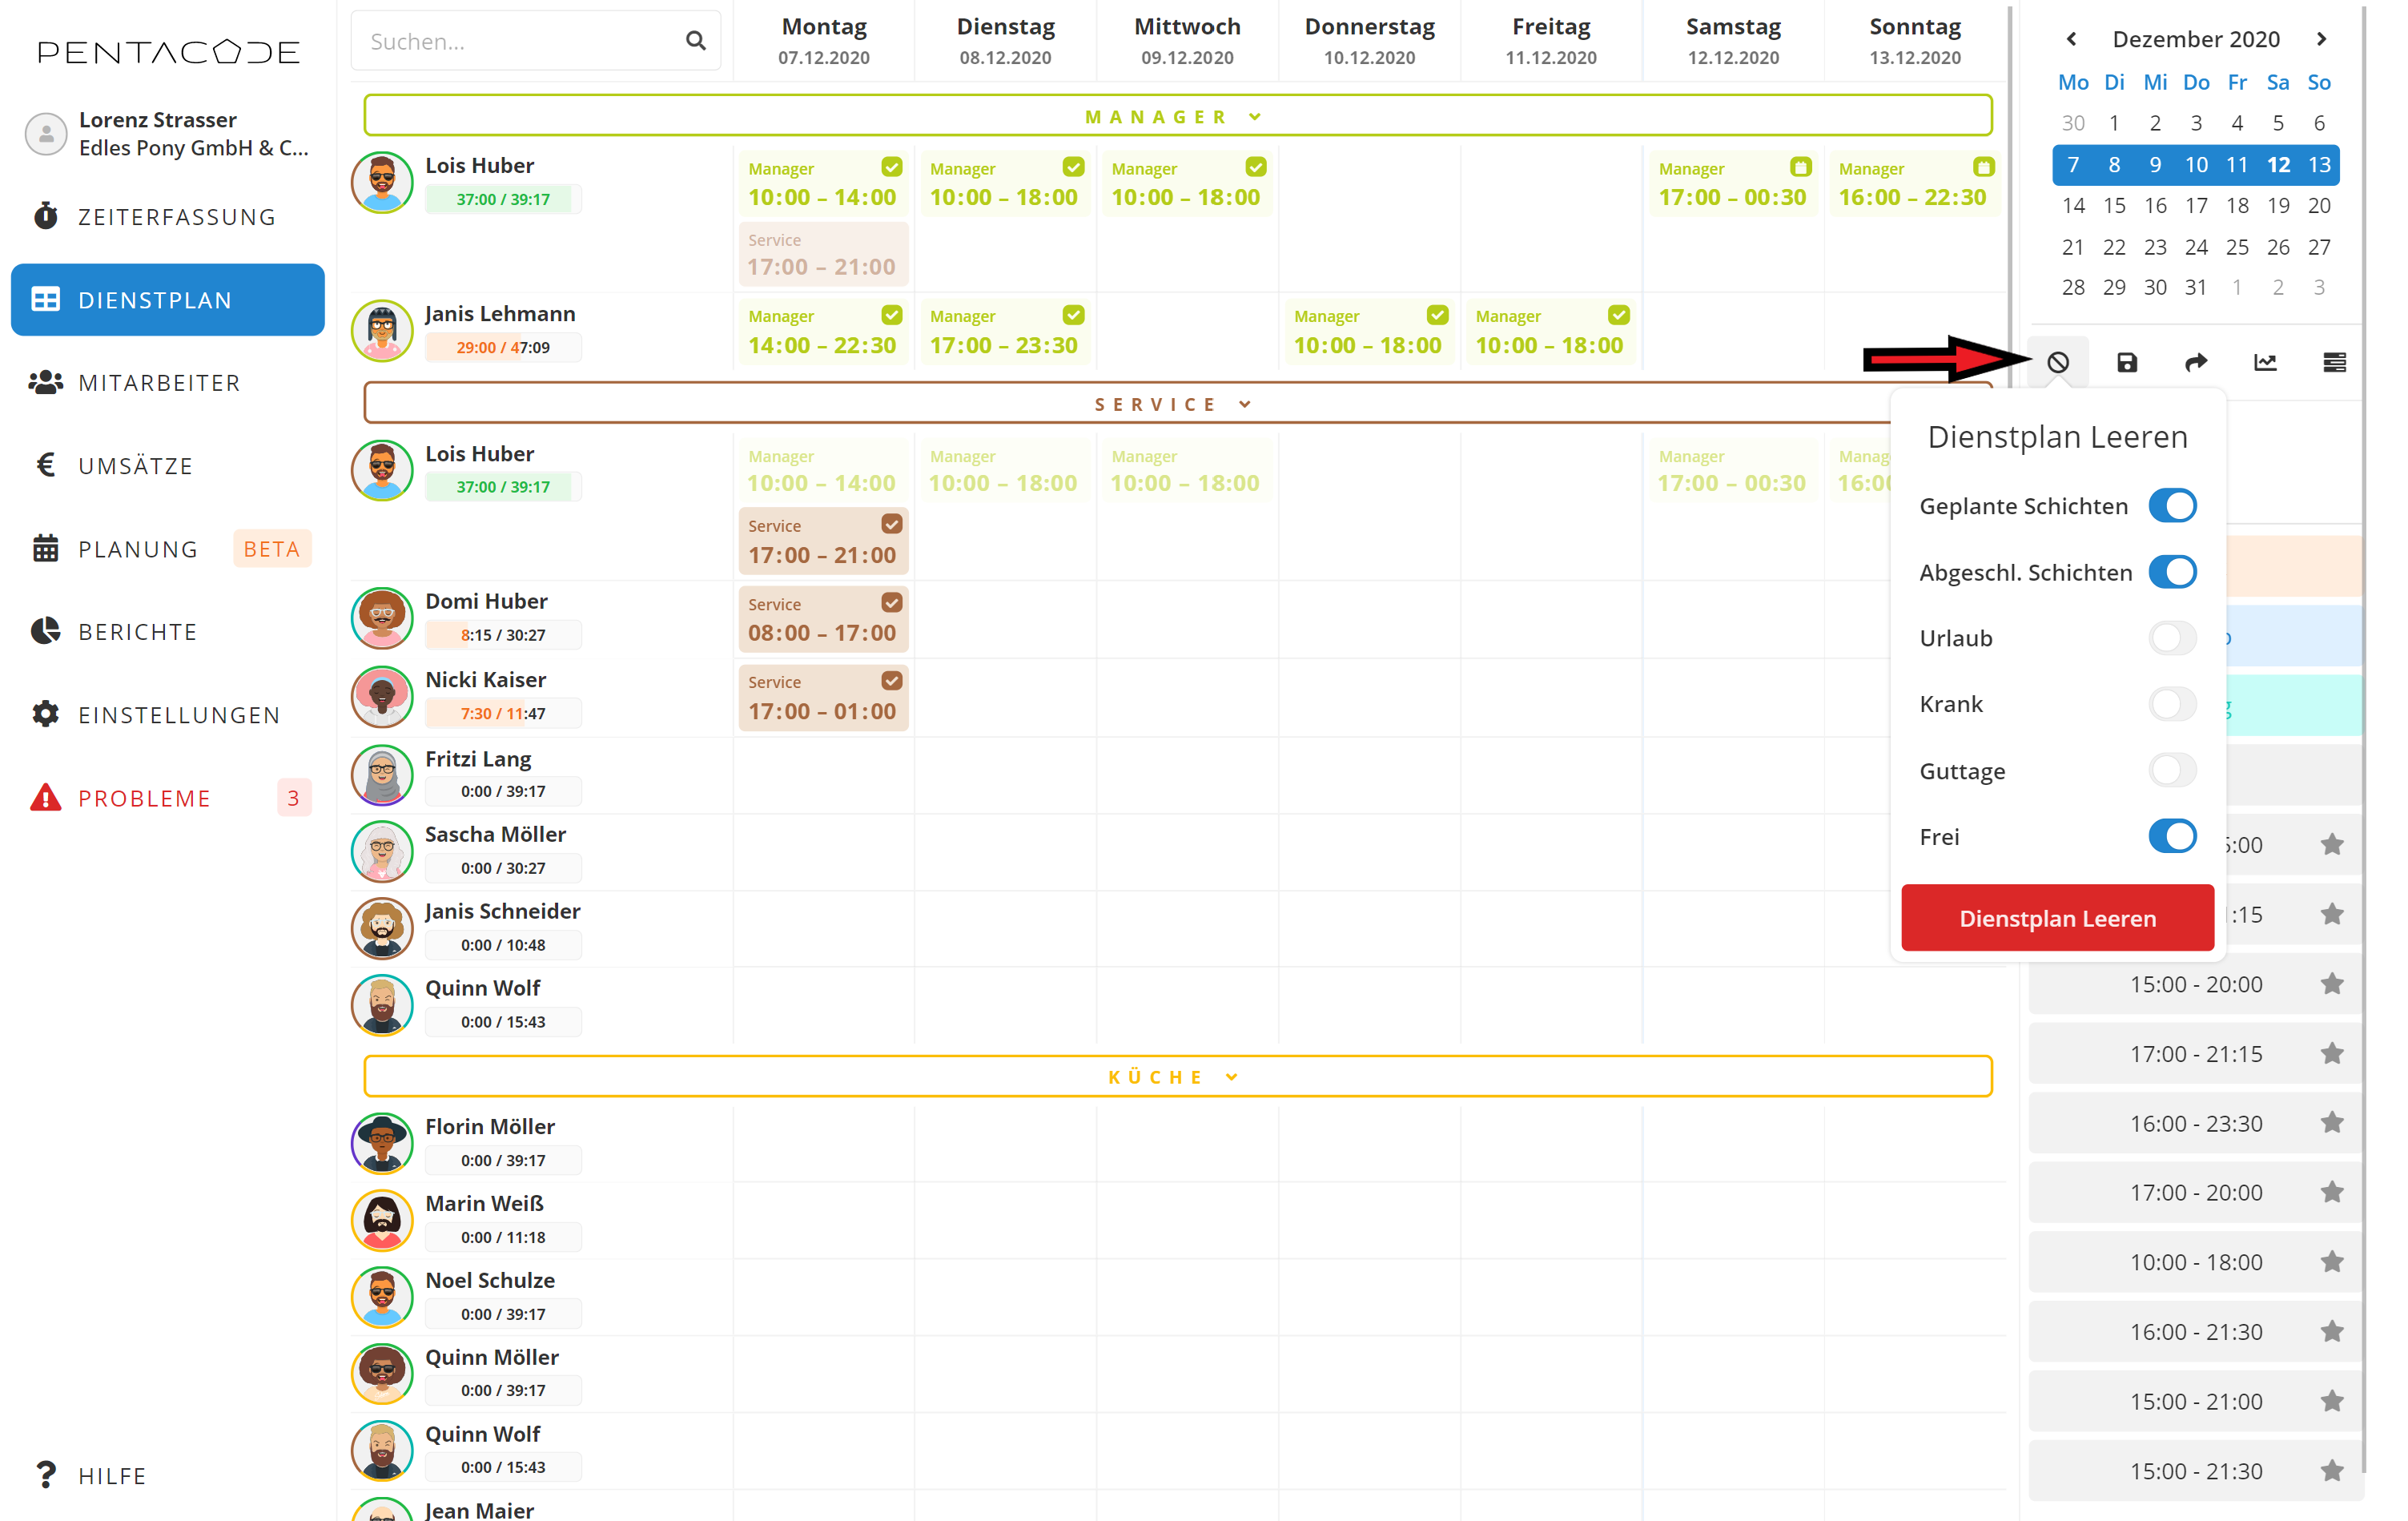 PENTACODE
Lorenz Strasser
Edles Pony GmbH & C...
ZEITERFASSUNG
DIENSTPLAN
MITARBEITER
UMSÄTZE
PLANUNG BETA
BERICHTE
EINSTELLUNGEN
PROBLEME 3
HILFE
Suchen...
Montag Dienstag Mittwoch Donnerstag Freitag Samstag Sonntag
07.12.2020 08.12.2020 09.12.2020 10.12.2020 11.12.2020 12.12.2020 13.12.2020
MANAGER
Lois Huber
37:00 / 39:17
Manager Manager Manager Manager Manager
10:00 – 14:00 10:00 – 18:00 10:00 – 18:00 17:00 – 00:30 16:00 – 22:30
Service
17:00 – 21:00
Janis Lehmann
29:00 / 47:09
Manager Manager Manager Manager
14:00 – 22:30 17:00 – 23:30 10:00 – 18:00 10:00 – 18:00
SERVICE
Lois Huber
37:00 / 39:17
Manager Manager Manager Manager Manag
10:00 – 14:00 10:00 – 18:00 10:00 – 18:00 17:00 – 00:30 16:00
Service
17:00 – 21:00
Domi Huber
8:15 / 30:27
Service
08:00 – 17:00
Nicki Kaiser
7:30 / 11:47
Service
17:00 – 01:00
Fritzi Lang
0:00 / 39:17
Sascha Möller
0:00 / 30:27
Janis Schneider
0:00 / 10:48
Quinn Wolf
0:00 / 15:43
KÜCHE
Florin Möller
0:00 / 39:17
Marin Weiß
0:00 / 11:18
Noel Schulze
0:00 / 39:17
Quinn Möller
0:00 / 39:17
Quinn Wolf
0:00 / 15:43
Jean Maier
Dezember 2020
Mo Di Mi Do Fr Sa So
30 1 2 3 4 5 6
7 8 9 10 11 12 13
14 15 16 17 18 19 20
21 22 23 24 25 26 27
28 29 30 31 1 2 3
Dienstplan Leeren
Geplante Schichten
Abgeschl. Schichten
Urlaub
Krank
Guttage
Frei
Dienstplan Leeren
:00
:15
15:00 - 20:00
17:00 - 21:15
16:00 - 23:30
17:00 - 20:00
10:00 - 18:00
16:00 - 21:30
15:00 - 21:00
15:00 - 21:30